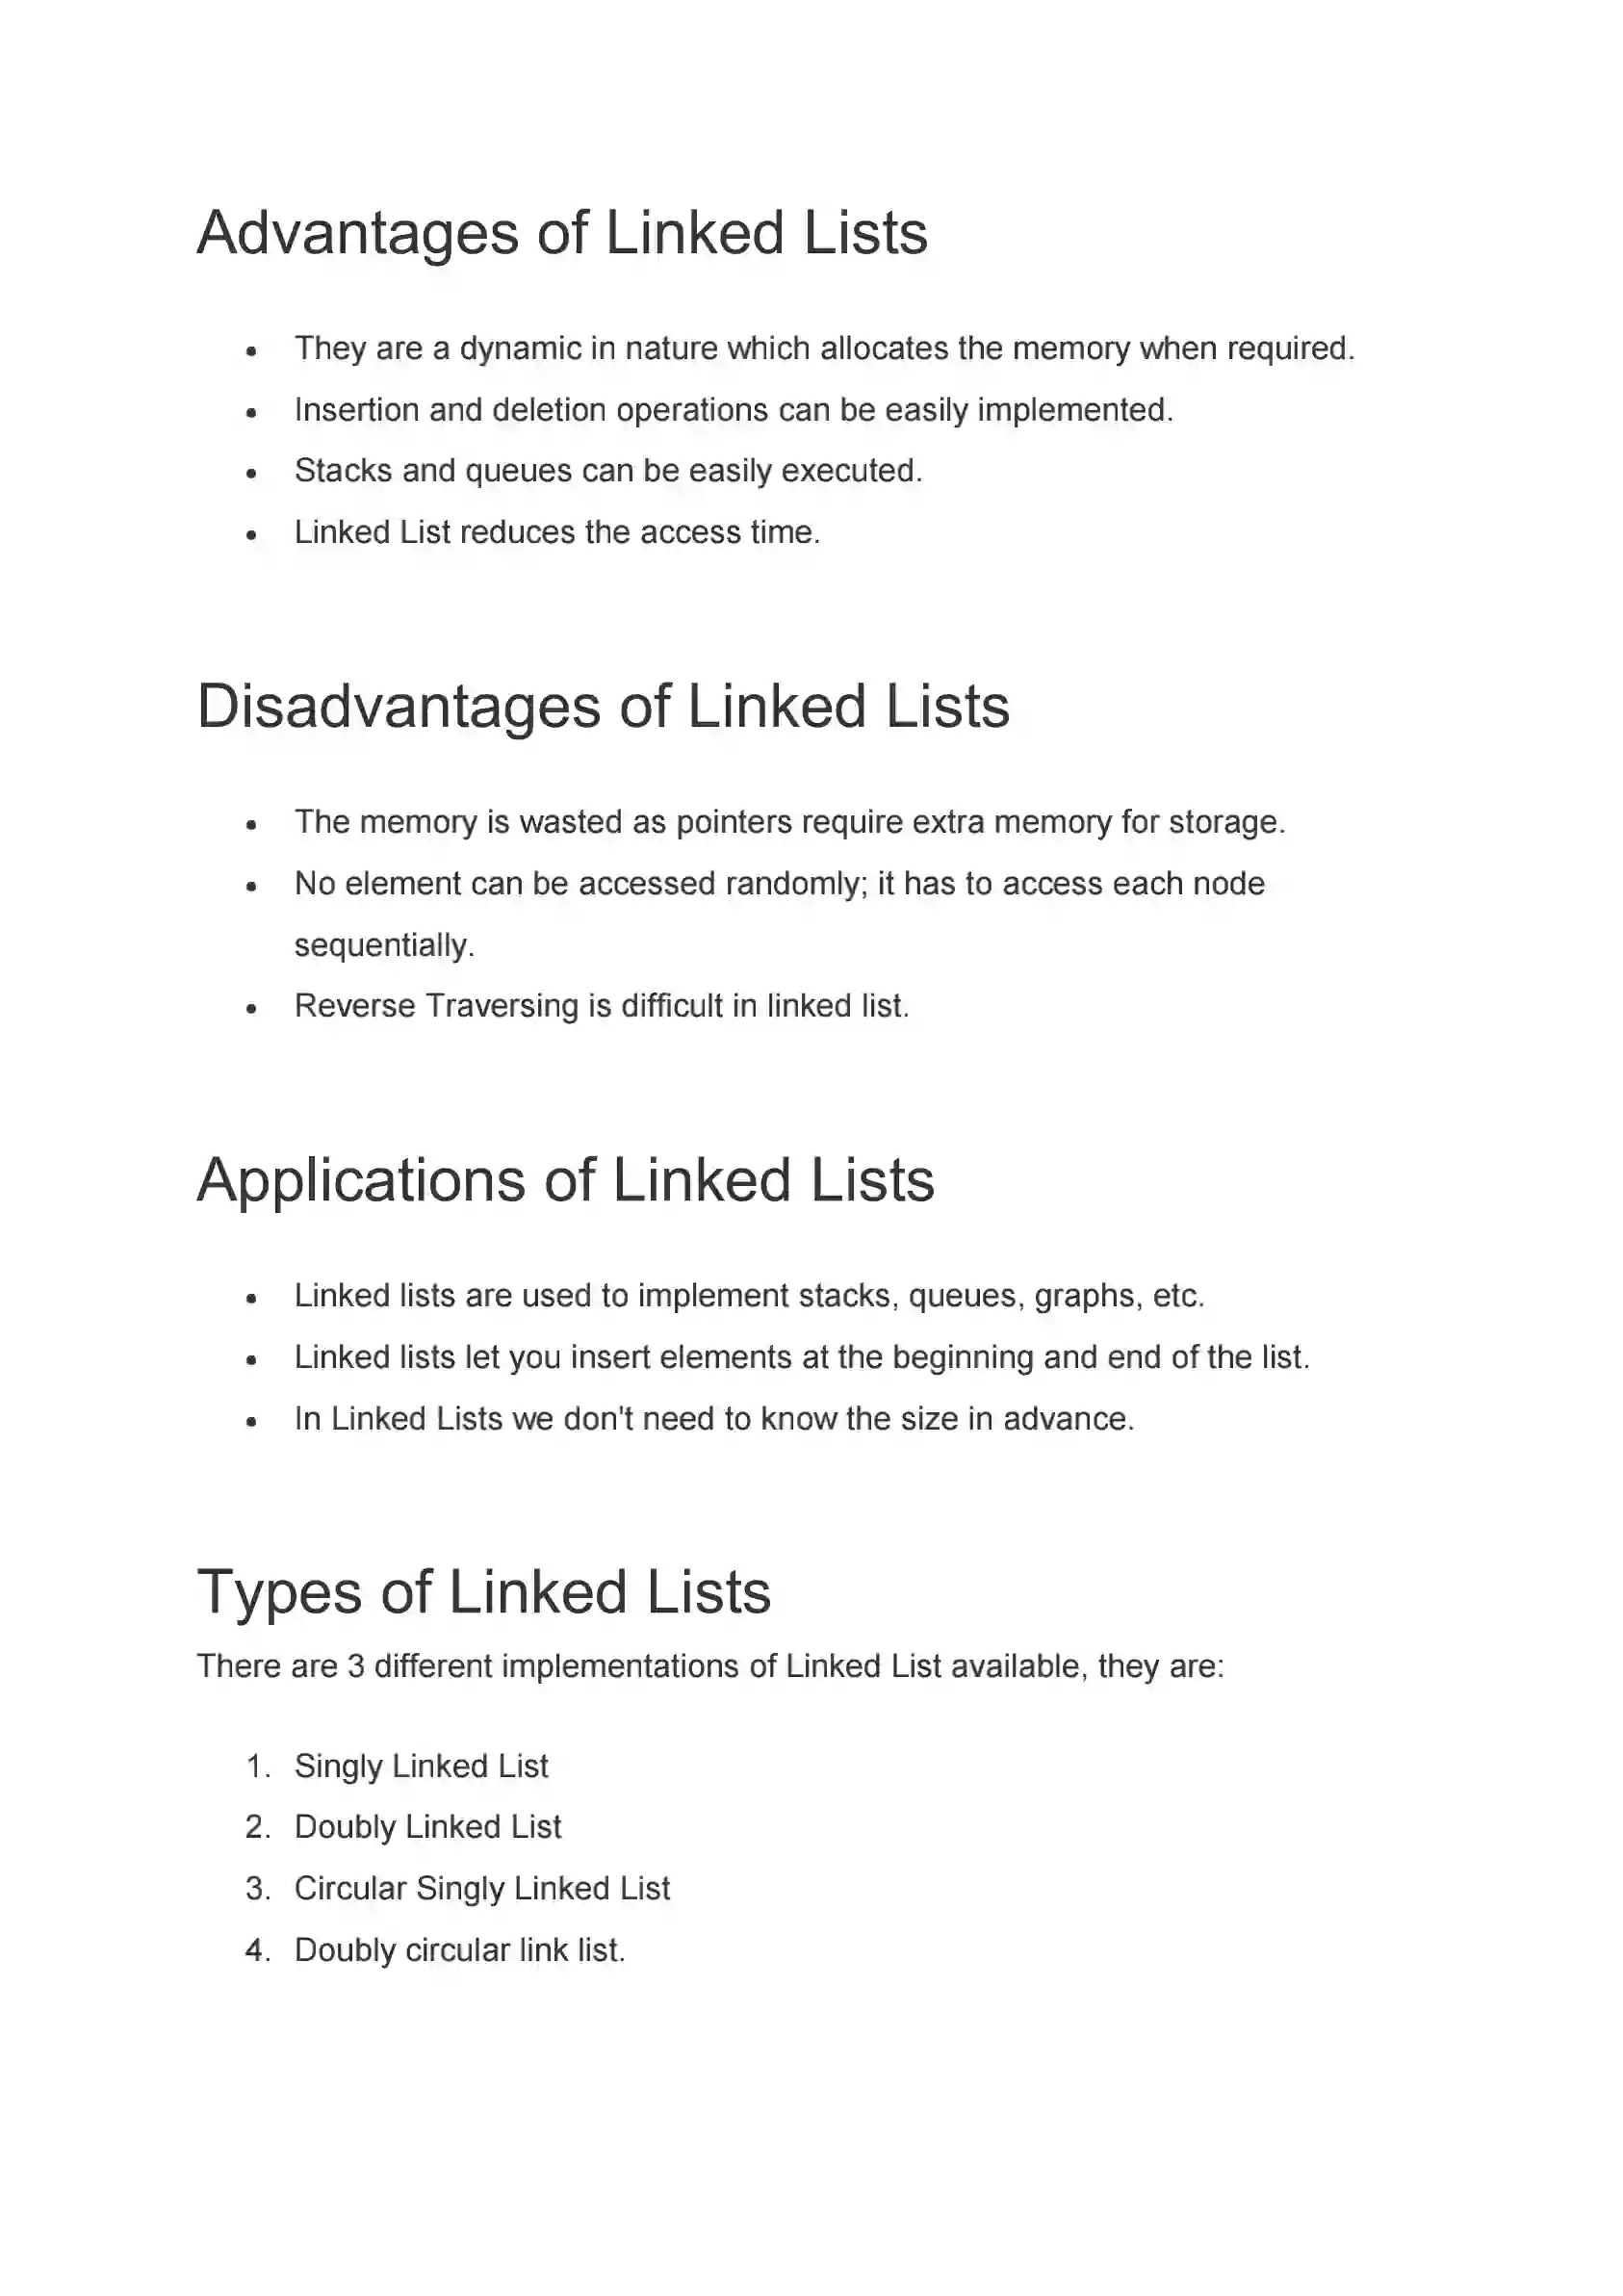 Advantages of Linked Lists
• They are a dynamic in nature which allocates the memory when required.
• Insertion and deletion operations can be easily implemented.
• Stacks and queues can be easily executed.
• Linked List reduces the access time.
Disadvantages of Linked Lists
• The memory is wasted as pointers require extra memory for storage.
• No element can be accessed randomly; it has to access each node
sequentially.
• Reverse Traversing is difficult in linked list.
Applications of Linked Lists
• Linked lists are used to implement stacks, queues, graphs, etc.
• Linked lists let you insert elements at the beginning and end of the list.
• In Linked Lists we don't need to know the size in advance.
Types of Linked Lists
There are 3 different implementations of Linked List available, they are:
1. Singly Linked List
2. Doubly Linked List
3. Circular Singly Linked List
4. Doubly circular link list.